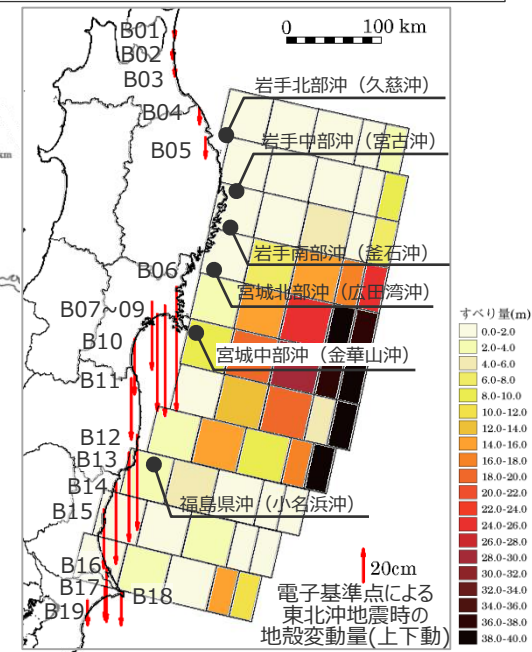 0 100 km
B01
B02
B03
B04
B05
B06
B07~09
B10
B11
B12
B13
B14
B15
B16
B17
B18
B19
km
岩手北部沖（久慈沖）
岩手中部沖（宮古沖）
岩手南部沖（釜石沖）
宮城北部沖（広田湾沖）
宮城中部沖（金華山沖）
福島県沖（小名浜沖）
20cm
電子基準点による
東北沖地震時の
地殻変動量(上下動)
すべり量(m)
0.0-2.0
2.0-4.0
4.0-6.0
6.0-8.0
8.0-10.0
10.0-12.0
12.0-14.0
14.0-16.0
16.0-18.0
18.0-20.0
20.0-22.0
22.0-24.0
24.0-26.0
26.0-28.0
28.0-30.0
30.0-32.0
32.0-34.0
34.0-36.0
36.0-38.0
38.0-40.0